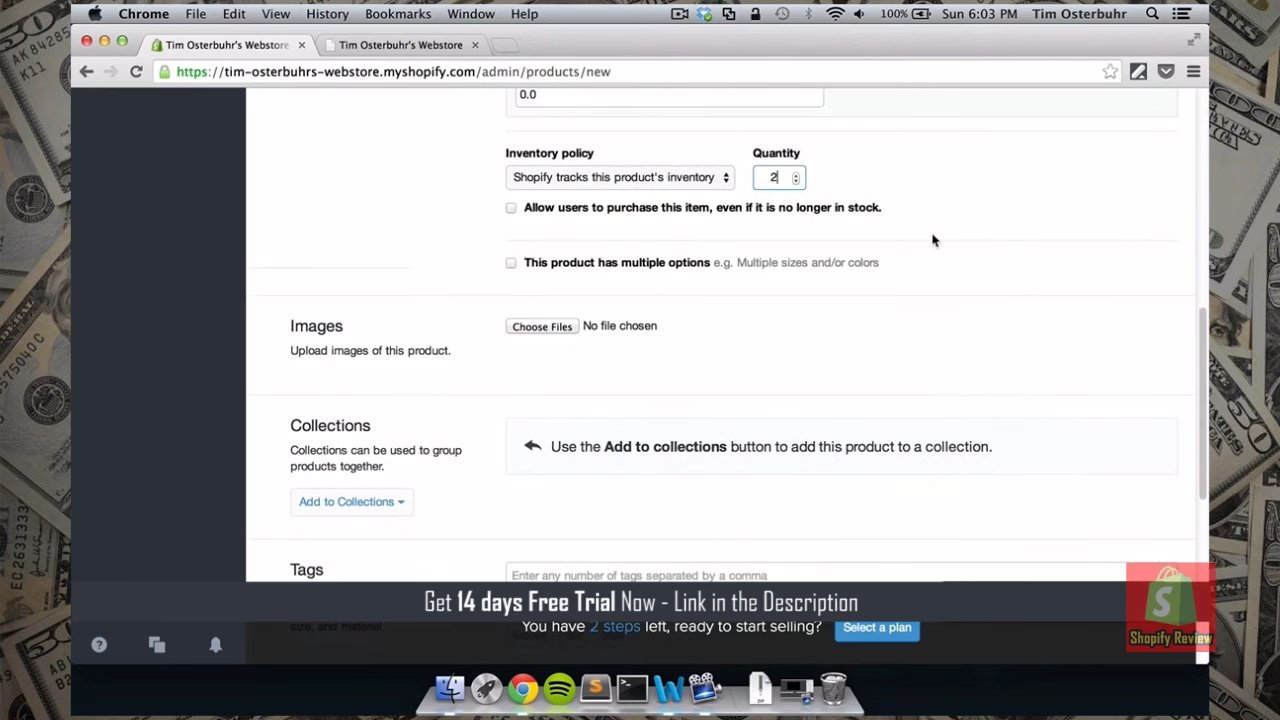 Chrome File Edit View History Bookmarks Window Help 100% Sun 6:03 PM Tim Osterbuhr
Tim Osterbuhr's Webstore Tim Osterbuhr's Webstore
https://tim-osterbuhrs-webstore.myshopify.com/admin/products/new
0.0
Inventory policy Quantity
Shopify tracks this product's inventory 2
Allow users to purchase this item, even if it is no longer in stock.
This product has multiple options e.g. Multiple sizes and/or colors
Images Choose Files No file chosen
Upload images of this product.
Collections
Collections can be used to group
products together.
Use the Add to collections button to add this product to a collection.
Add to Collections
Tags Enter any number of tags separated by a comma
Get 14 days Free Trial Now - Link in the Description
size, and material
You have 2 steps left, ready to start selling? Select a plan
S
Shopify Review